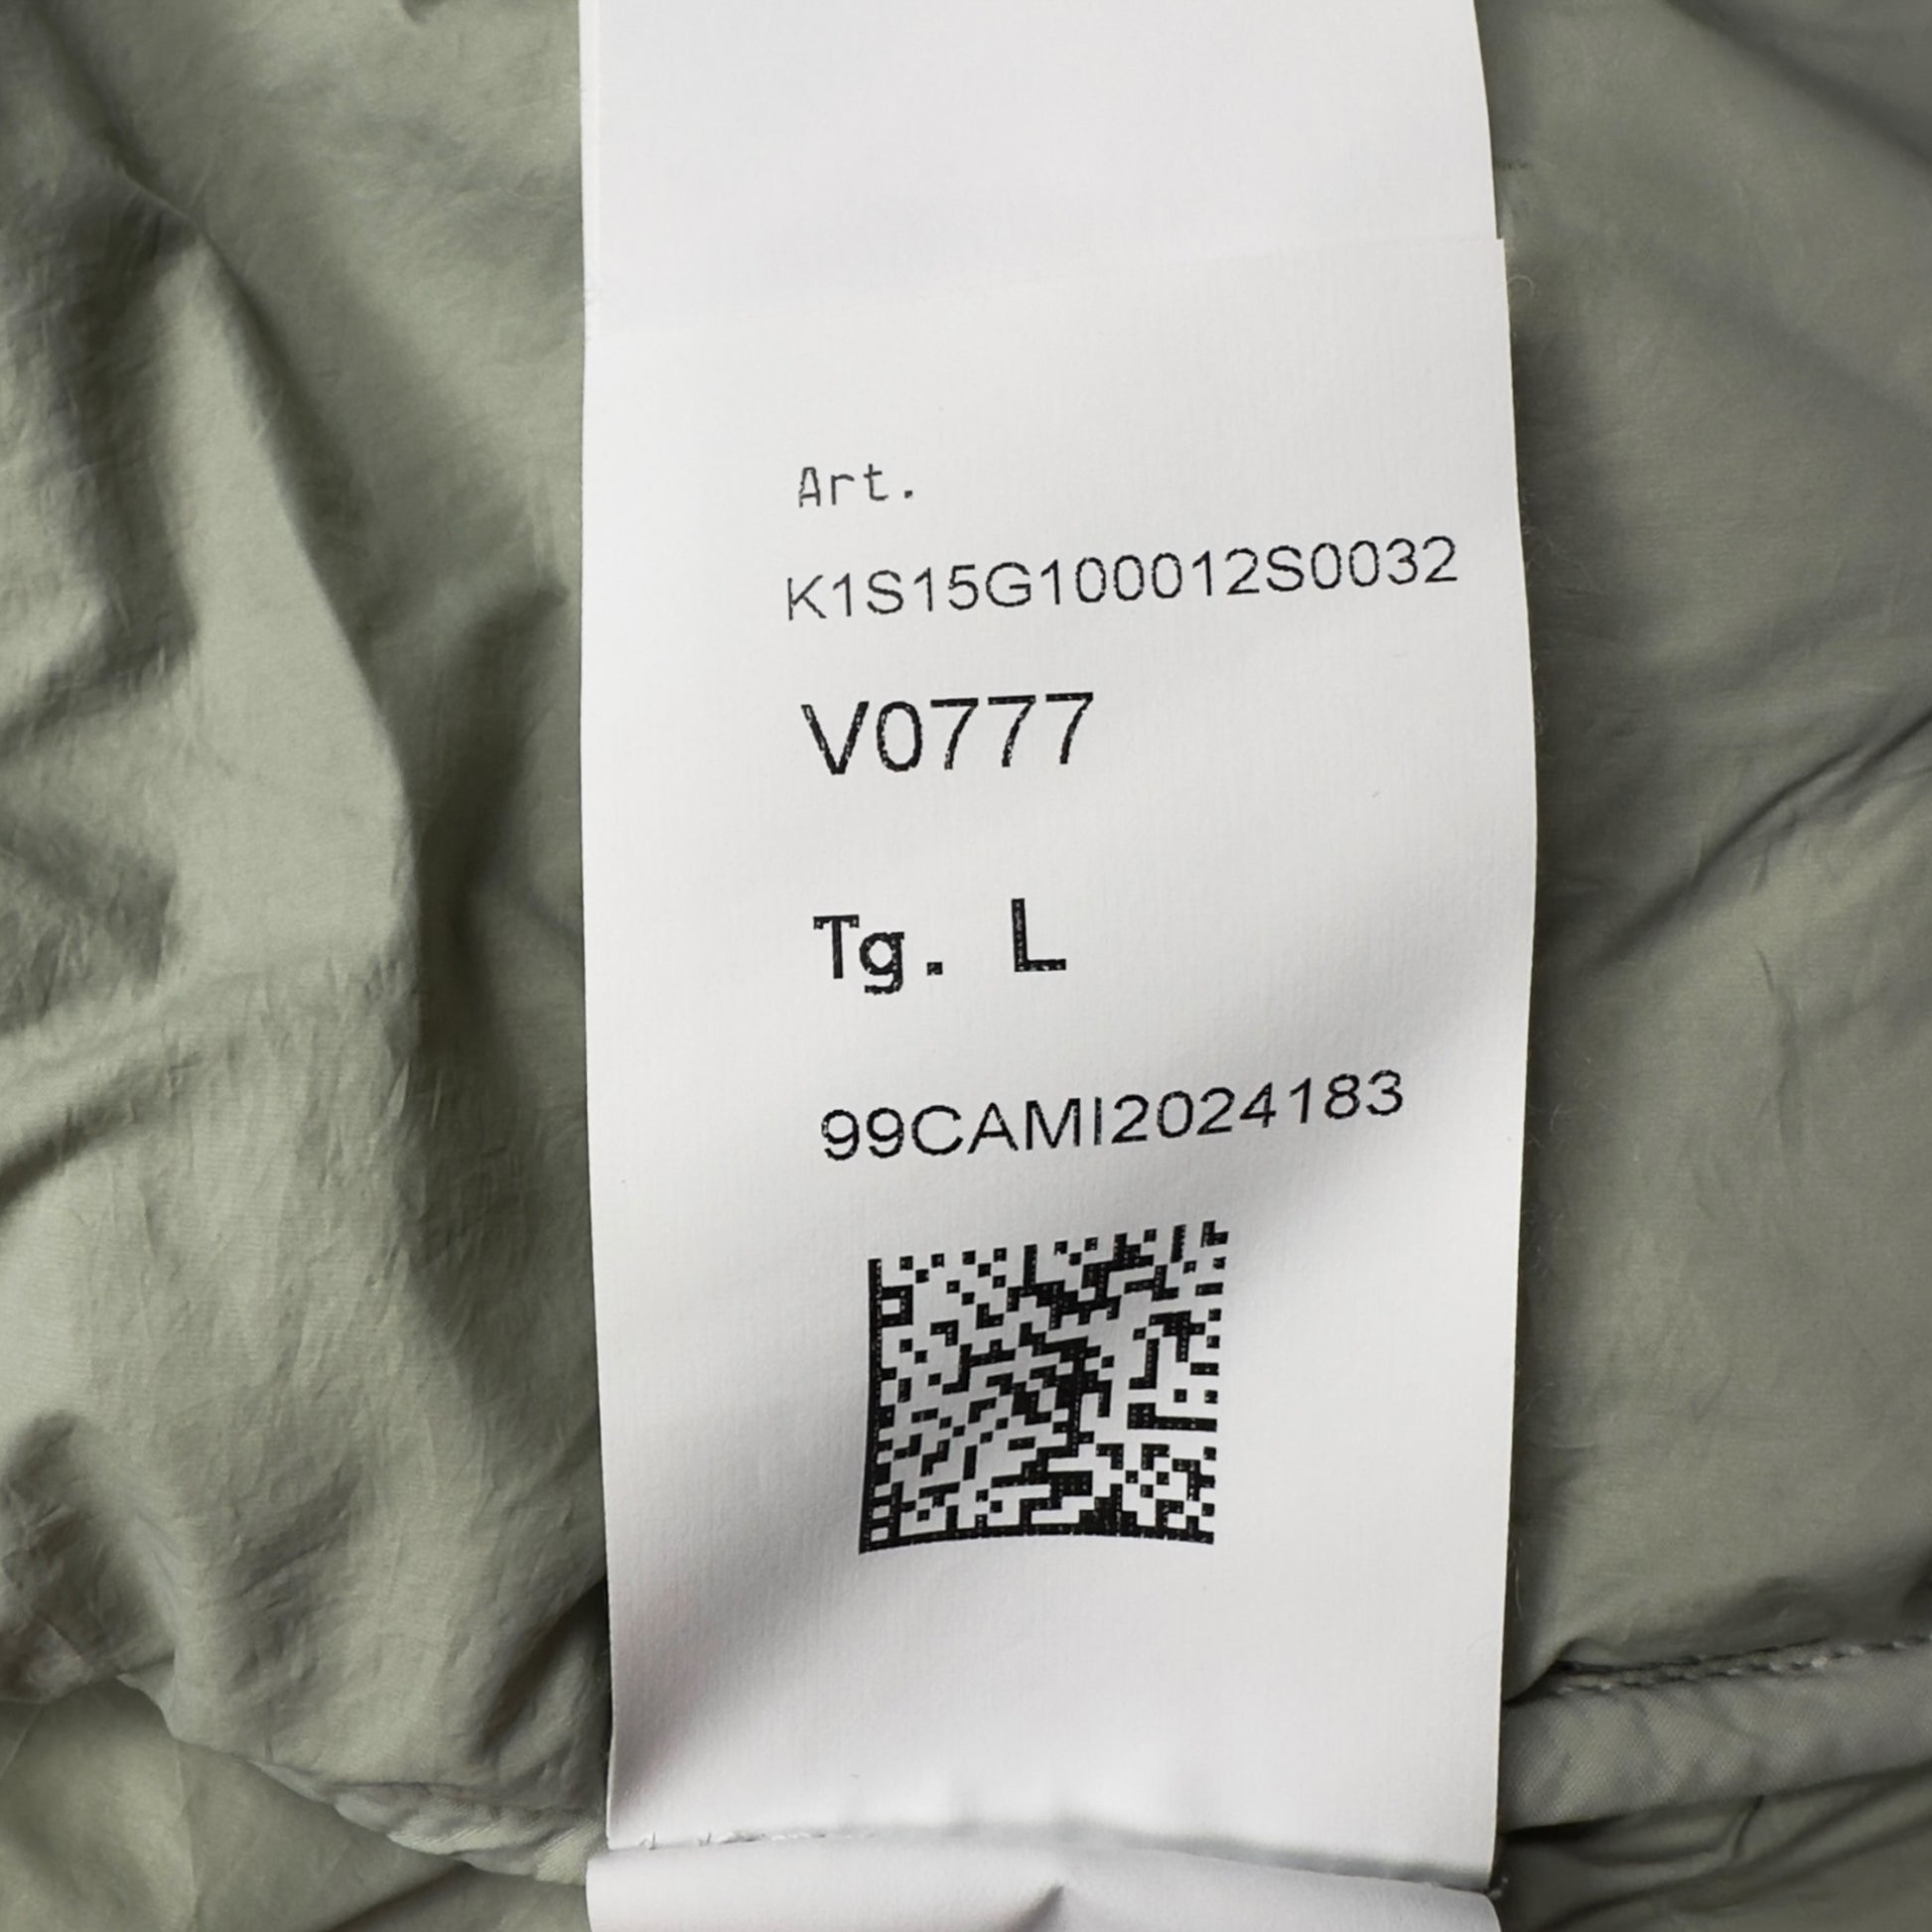 Art.
K1S15G100012S0032
V0777
Tg. L
99CAMI2024183